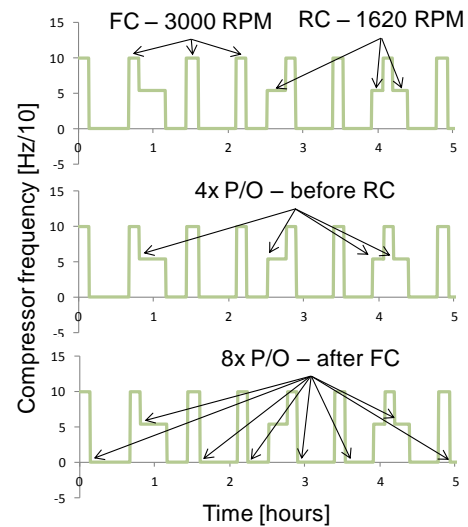 FC – 3000 RPM
RC – 1620 RPM
15
10
5
0
-5
0 1 2 3 4 5
4x P/O – before RC
15
10
5
0
-5
0 1 2 3 4 5
8x P/O – after FC
15
10
5
0
-5
0 1 2 3 4 5
Compressor frequency [Hz/10]
Time [hours]